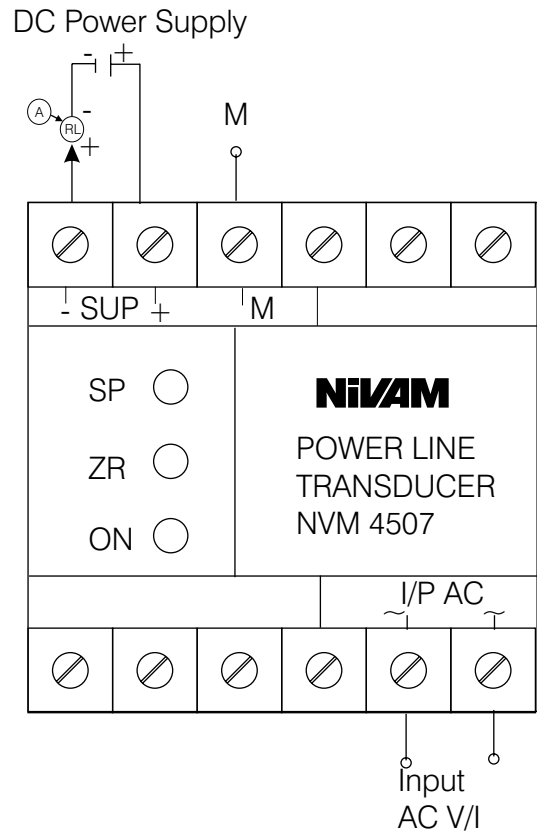 DC Power Supply
- +
A
-
RL
+
M
- SUP + M
SP
ZR
ON
NiVAM
POWER LINE
TRANSDUCER
NVM 4507
I/P AC
~ ~
Input
AC V/I